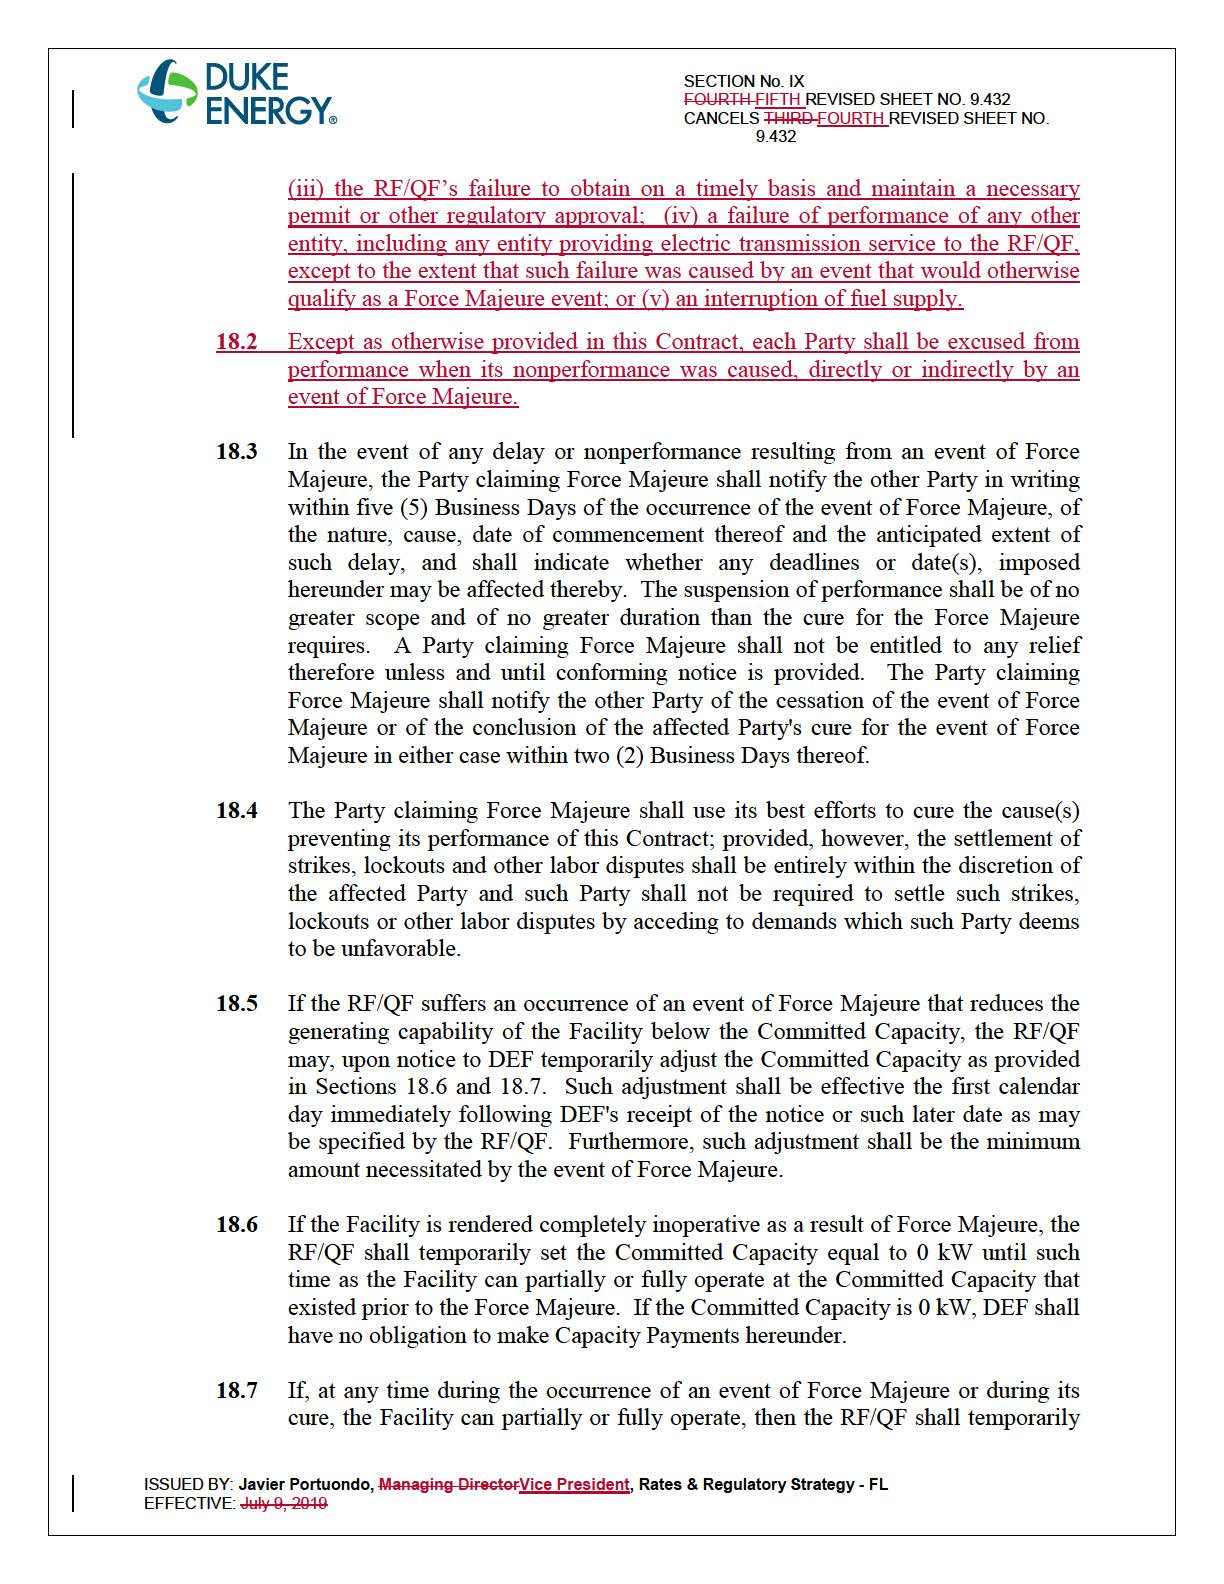 DUKE
ENERGY®
SECTION No. IX
FOURTH FIFTH REVISED SHEET NO. 9.432
CANCELS THIRD FOURTH REVISED SHEET NO.
9.432
(iii) the RF/QF’s failure to obtain on a timely basis and maintain a necessary
permit or other regulatory approval; (iv) a failure of performance of any other
entity, including any entity providing electric transmission service to the RF/QF,
except to the extent that such failure was caused by an event that would otherwise
qualify as a Force Majeure event; or (v) an interruption of fuel supply.
18.2 Except as otherwise provided in this Contract, each Party shall be excused from
performance when its nonperformance was caused, directly or indirectly by an
event of Force Majeure.
18.3 In the event of any delay or nonperformance resulting from an event of Force
Majeure, the Party claiming Force Majeure shall notify the other Party in writing
within five (5) Business Days of the occurrence of the event of Force Majeure, of
the nature, cause, date of commencement thereof and the anticipated extent of
such delay, and shall indicate whether any deadlines or date(s), imposed
hereunder may be affected thereby. The suspension of performance shall be of no
greater scope and of no greater duration than the cure for the Force Majeure
requires. A Party claiming Force Majeure shall not be entitled to any relief
therefore unless and until conforming notice is provided. The Party claiming
Force Majeure shall notify the other Party of the cessation of the event of Force
Majeure or of the conclusion of the affected Party's cure for the event of Force
Majeure in either case within two (2) Business Days thereof.
18.4 The Party claiming Force Majeure shall use its best efforts to cure the cause(s)
preventing its performance of this Contract; provided, however, the settlement of
strikes, lockouts and other labor disputes shall be entirely within the discretion of
the affected Party and such Party shall not be required to settle such strikes,
lockouts or other labor disputes by acceding to demands which such Party deems
to be unfavorable.
18.5 If the RF/QF suffers an occurrence of an event of Force Majeure that reduces the
generating capability of the Facility below the Committed Capacity, the RF/QF
may, upon notice to DEF temporarily adjust the Committed Capacity as provided
in Sections 18.6 and 18.7. Such adjustment shall be effective the first calendar
day immediately following DEF's receipt of the notice or such later date as may
be specified by the RF/QF. Furthermore, such adjustment shall be the minimum
amount necessitated by the event of Force Majeure.
18.6 If the Facility is rendered completely inoperative as a result of Force Majeure, the
RF/QF shall temporarily set the Committed Capacity equal to 0 kW until such
time as the Facility can partially or fully operate at the Committed Capacity that
existed prior to the Force Majeure. If the Committed Capacity is 0 kW, DEF shall
have no obligation to make Capacity Payments hereunder.
18.7 If, at any time during the occurrence of an event of Force Majeure or during its
cure, the Facility can partially or fully operate, then the RF/QF shall temporarily
ISSUED BY: Javier Portuondo, Managing DirectorVice President, Rates & Regulatory Strategy - FL
EFFECTIVE: July 9, 2019